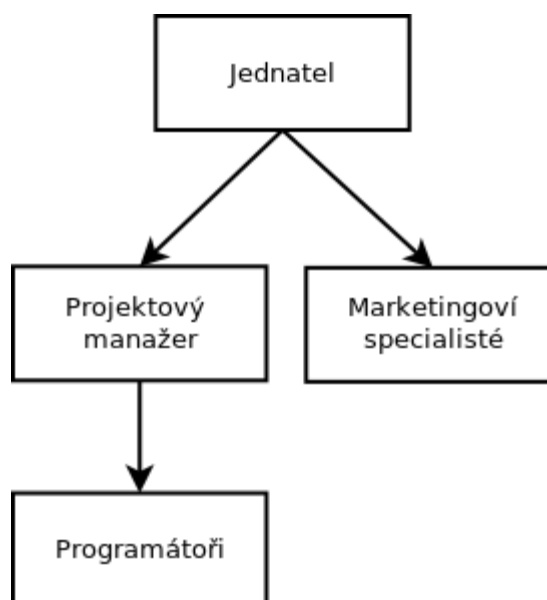 Jednatel
Projektový
manažer
Marketingoví
specialisté
Programátoři